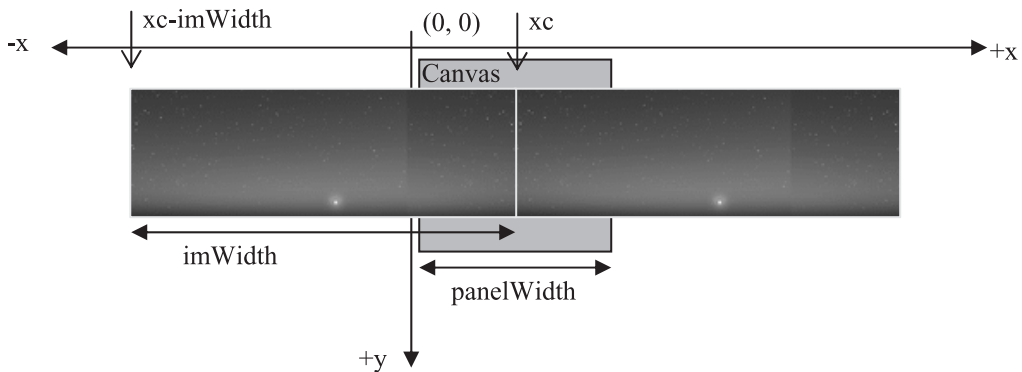 xc-imWidth
(0, 0)
xc
-x
+x
Canvas
imWidth
panelWidth
+y